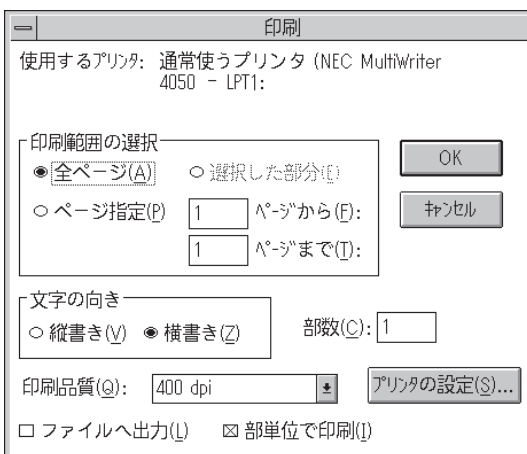 印刷
使用するプリンタ: 通常使うプリンタ (NEC MultiWriter
4050 - LPT1:
印刷範囲の選択
全ページ(A) 選択した部分(E)
OK
ページ指定(P) 1 ページから(F):
キャンセル
1 ページまで(T):
文字の向き
縦書き(V) 横書き(Z) 部数(C): 1
印刷品質(Q): 400 dpi プリンタの設定(S)...
ファイルへ出力(L) 部単位で印刷(I)